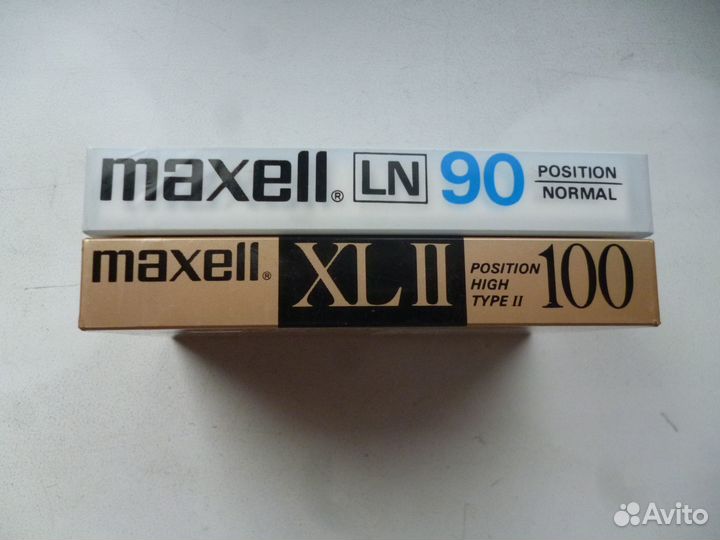 maxell® LN 90 POSITION NORMAL
maxell® XLII POSITION HIGH TYPE II 100
Avito